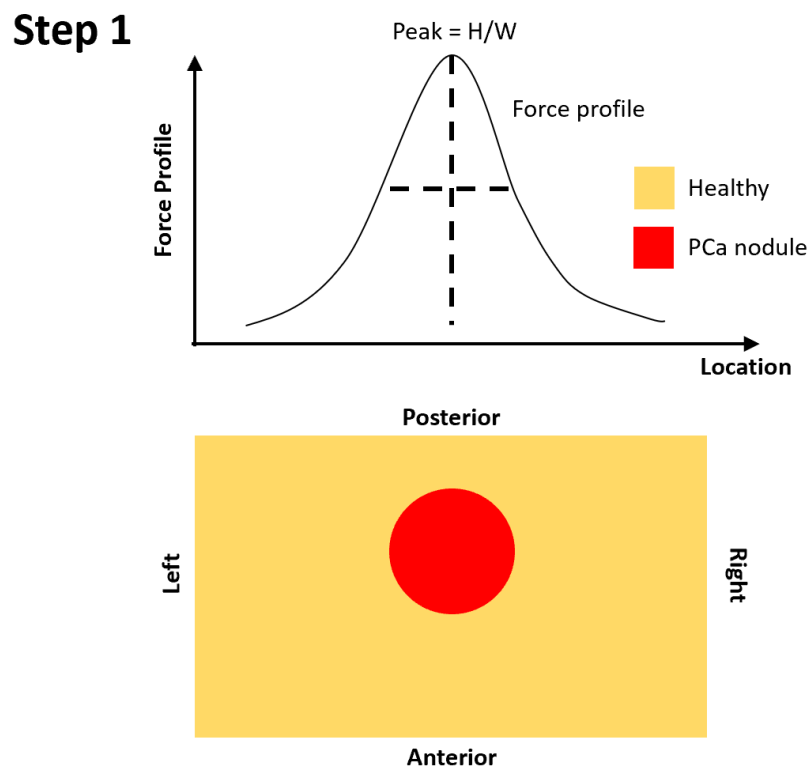 Step 1
Peak = H/W
Force profile
Force Profile
Healthy
PCa nodule
Location
Posterior
Left
Right
Anterior